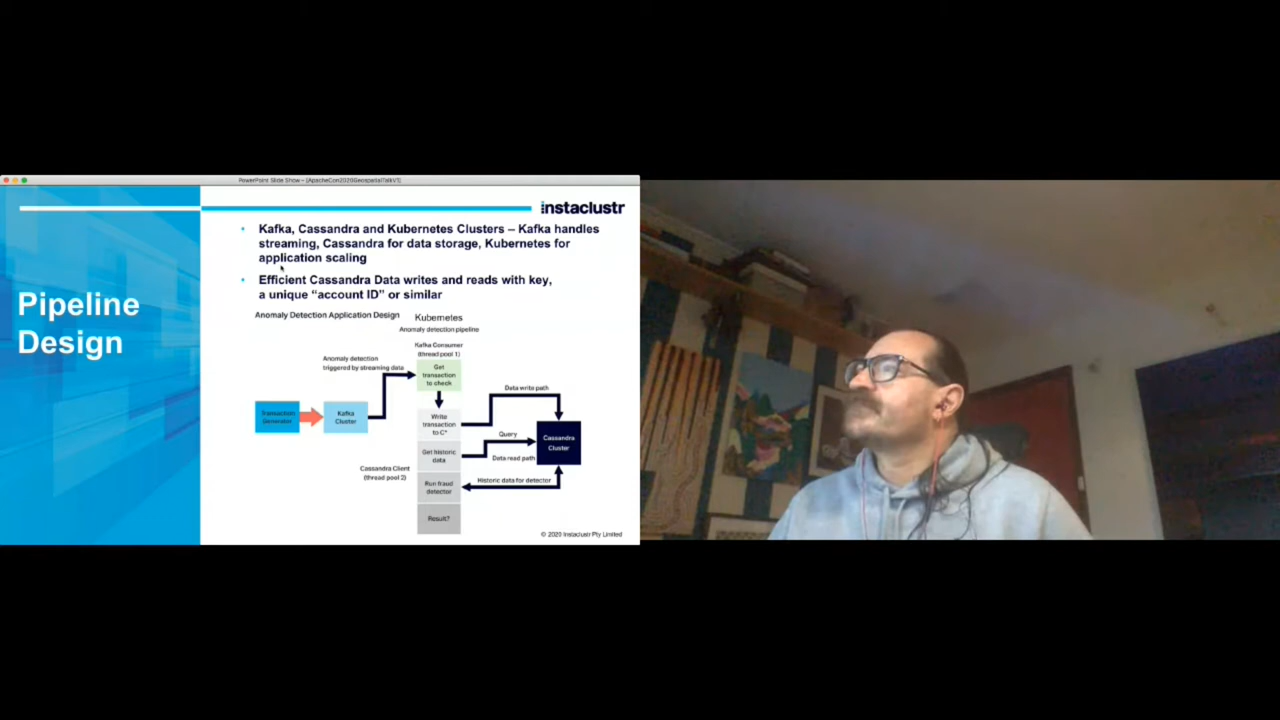 PowerPoint Slide Show - [ApacheCon2020GeospatialTalkV3]
instaclustr
Pipeline
Design
• Kafka, Cassandra and Kubernetes Clusters – Kafka handles
streaming, Cassandra for data storage, Kubernetes for
application scaling
• Efficient Cassandra Data writes and reads with key,
a unique “account ID” or similar
Anomaly Detection Application Design
Kubernetes
Anomaly detection pipeline
Kafka Consumer
(thread pool 1)
Anomaly detection
triggered by streaming data
Get
transaction
to check
Transaction
Generator
Kafka
Cluster
Write
transaction
to C*
Data write path
Get historic
data
Query
Data read path
Cassandra
Cluster
Cassandra Client
(thread pool 2)
Run fraud
detector
Historic data for detector
Result?
© 2020 Instaclustr Pty Limited